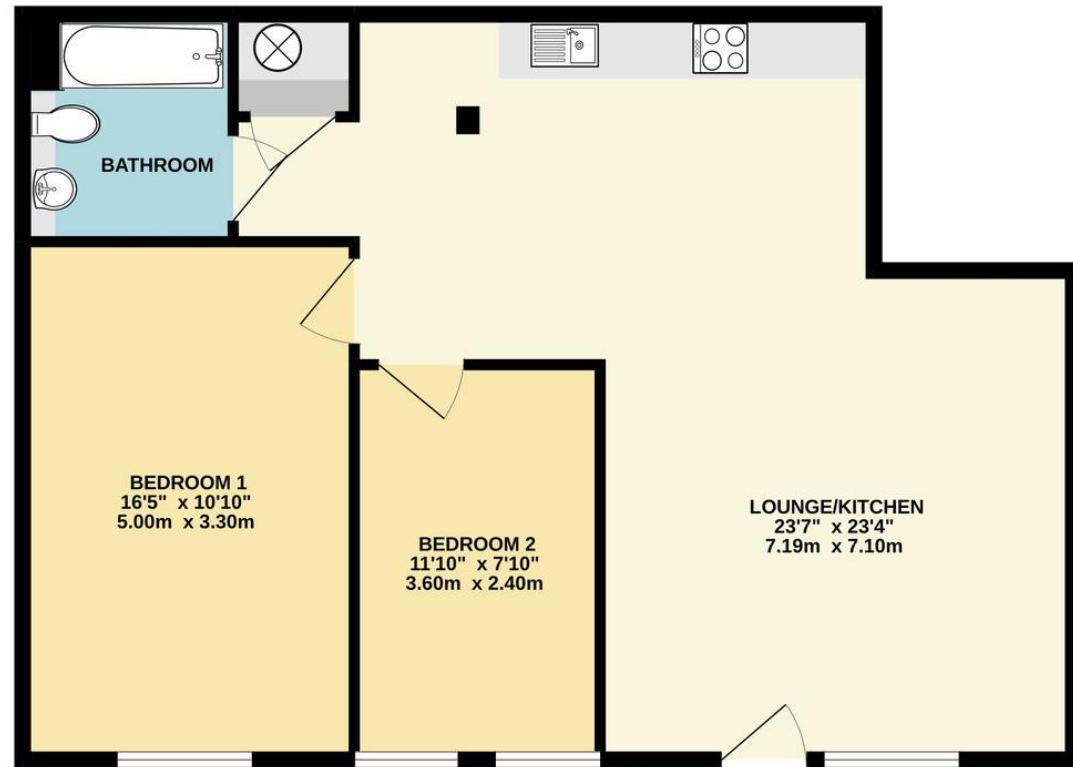 BATHROOM
BEDROOM 1
16'5" x 10'10"
5.00m x 3.30m
BEDROOM 2
11'10" x 7'10"
3.60m x 2.40m
LOUNGE/KITCHEN
23'7" x 23'4"
7.19m x 7.10m